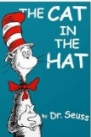 THE CAT
IN
THE
HAT
By Dr. Seuss